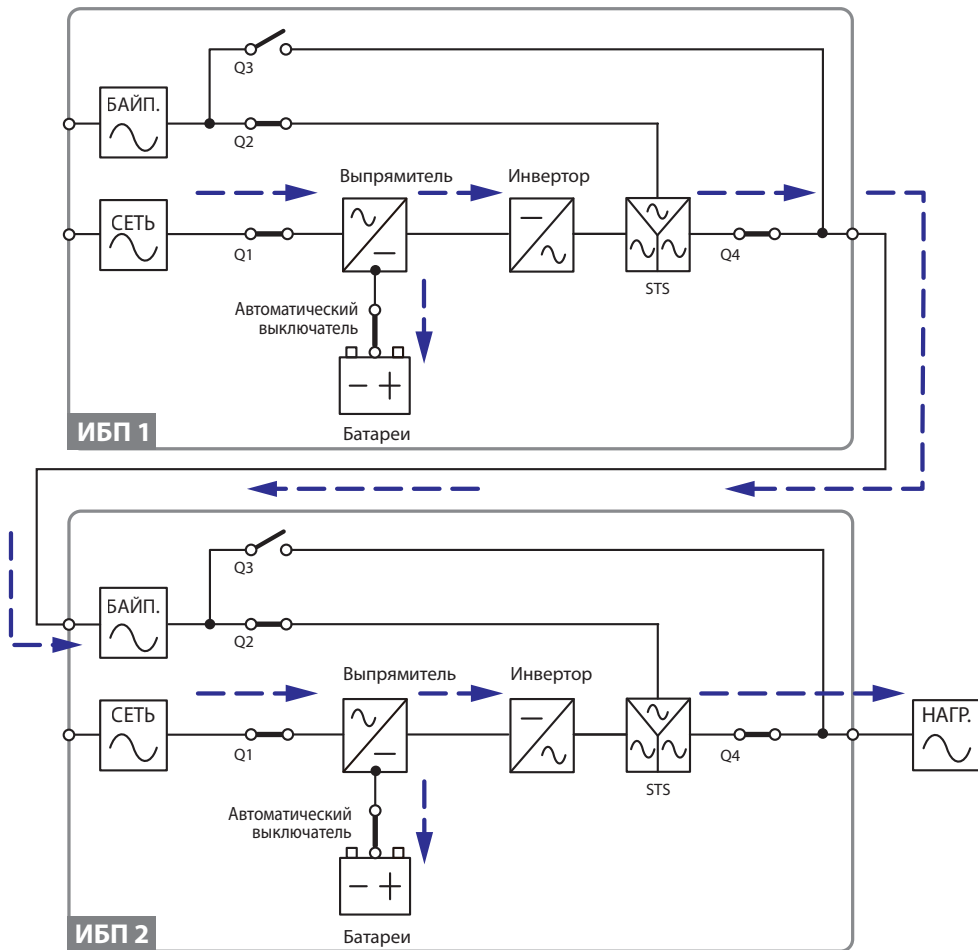 Q3
БАЙП.
Q2
Выпрямитель
Инвертор
СЕТЬ
Q1
Q4
STS
Автоматический
выключатель
Батареи
ИБП 1
Q3
БАЙП.
Q2
Выпрямитель
Инвертор
СЕТЬ
НАГР.
Q1
Q4
STS
Автоматический
выключатель
Батареи
ИБП 2